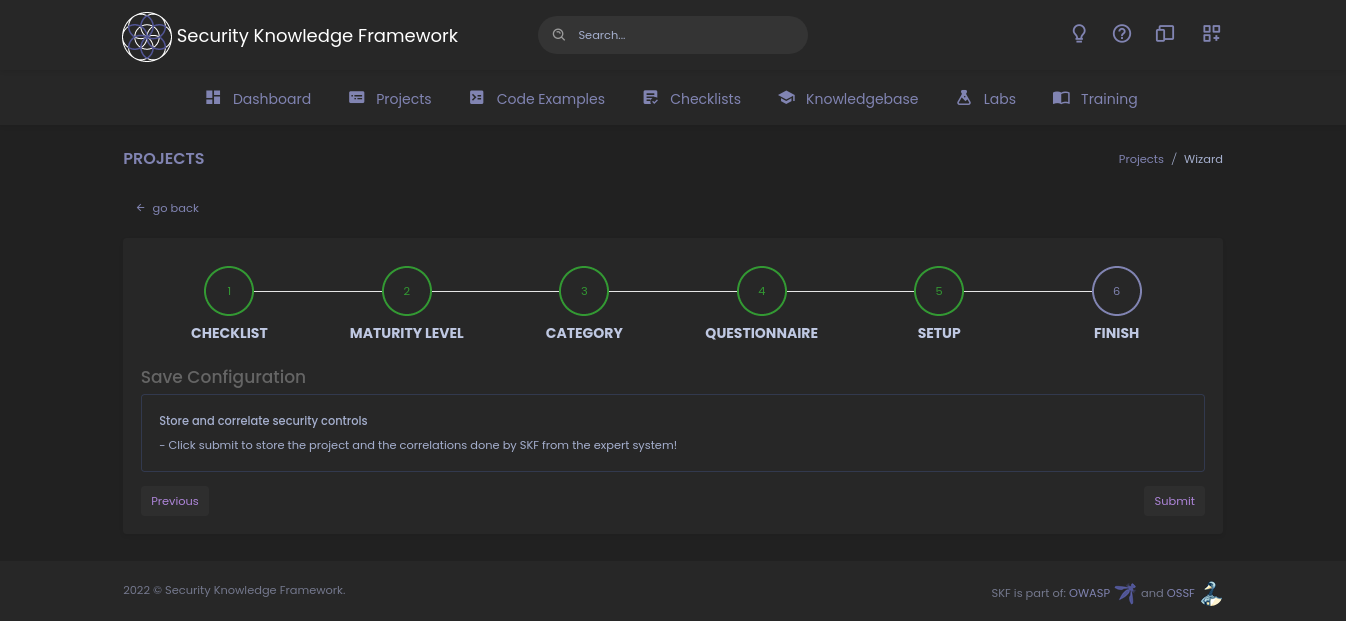 Security Knowledge Framework
Search...
Dashboard
Projects
Code Examples
Checklists
Knowledgebase
Labs
Training
PROJECTS
Projects / Wizard
← go back
1
2
3
4
5
6
CHECKLIST
MATURITY LEVEL
CATEGORY
QUESTIONNAIRE
SETUP
FINISH
Save Configuration
Store and correlate security controls
- Click submit to store the project and the correlations done by SKF from the expert system!
Previous
Submit
2022 © Security Knowledge Framework.
SKF is part of: OWASP and OSSF